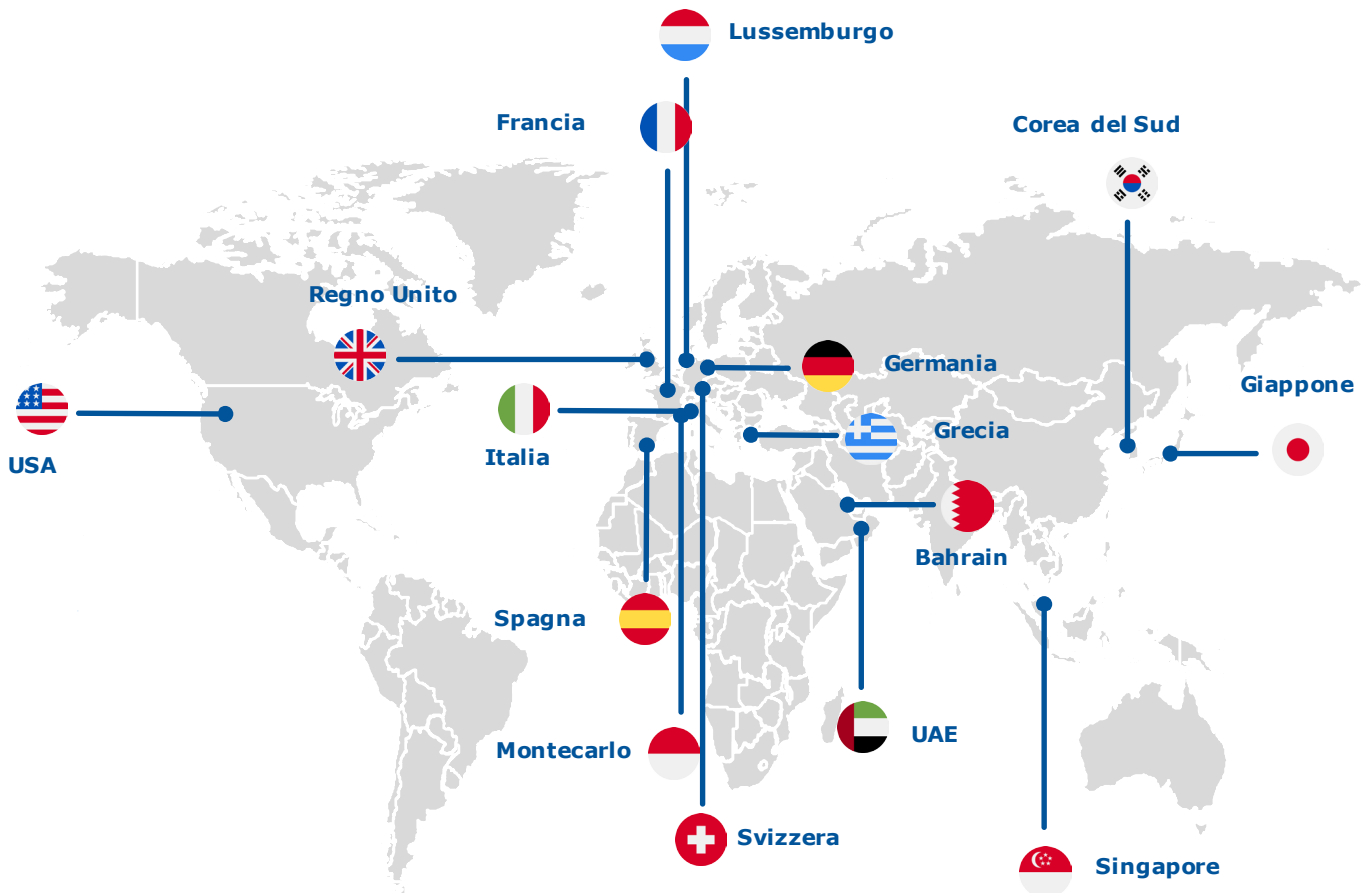 Lussemburgo
Francia
Corea del Sud
Regno Unito
Germania
Giappone
Grecia
Italia
USA
Bahrain
Spagna
UAE
Montecarlo
Svizzera
Singapore